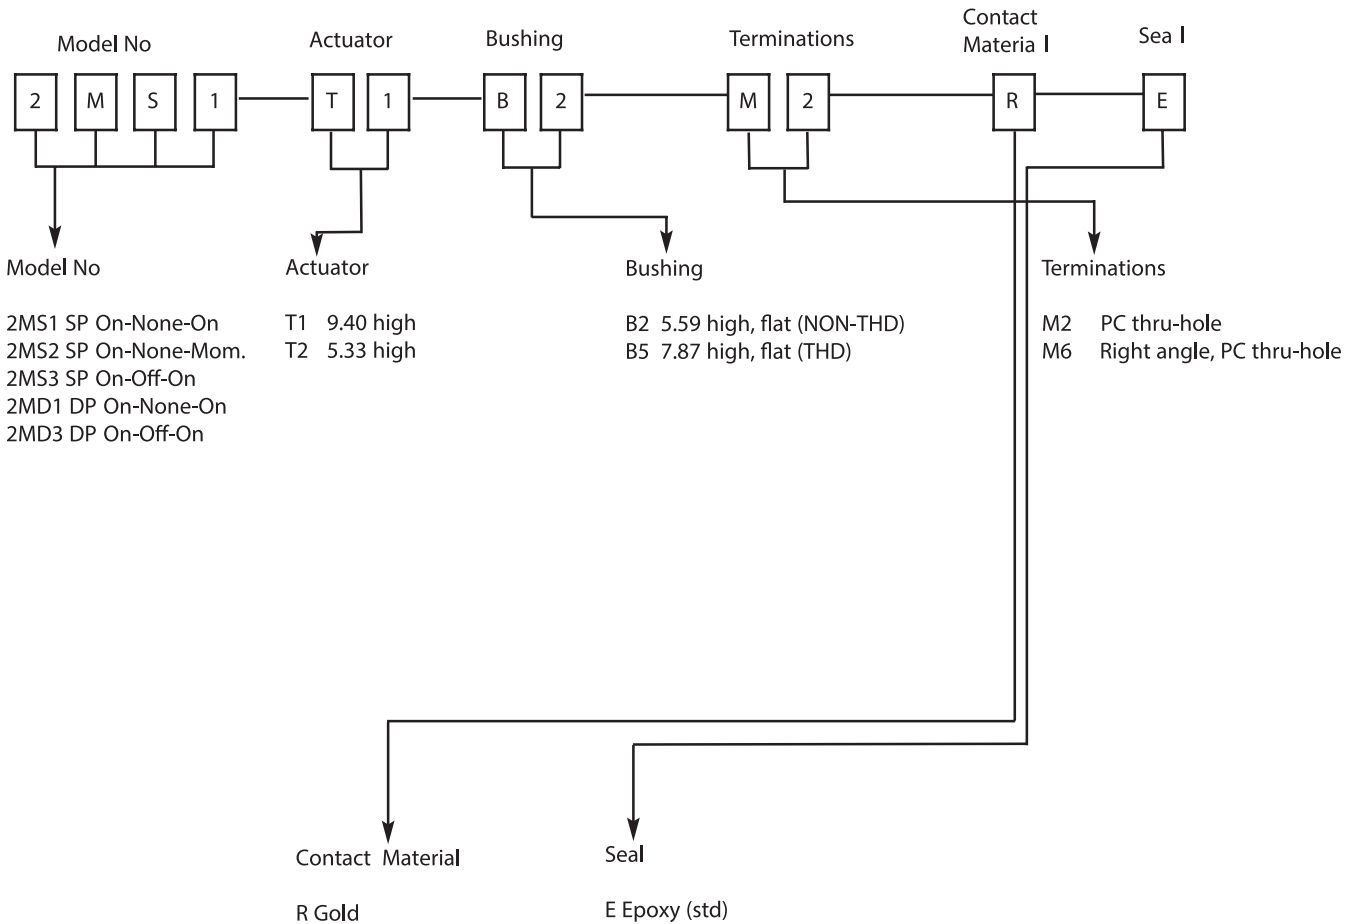 Model No
Actuator
Bushing
Terminations
Contact
Materia l
Sea l
2 M S 1 T 1 B 2 M 2 R E
Model No
2MS1 SP On-None-On
2MS2 SP On-None-Mom.
2MS3 SP On-Off-On
2MD1 DP On-None-On
2MD3 DP On-Off-On
Actuator
T1 9.40 high
T2 5.33 high
Bushing
B2 5.59 high, flat (NON-THD)
B5 7.87 high, flat (THD)
Terminations
M2 PC thru-hole
M6 Right angle, PC thru-hole
Contact Material
R Gold
Seal
E Epoxy (std)